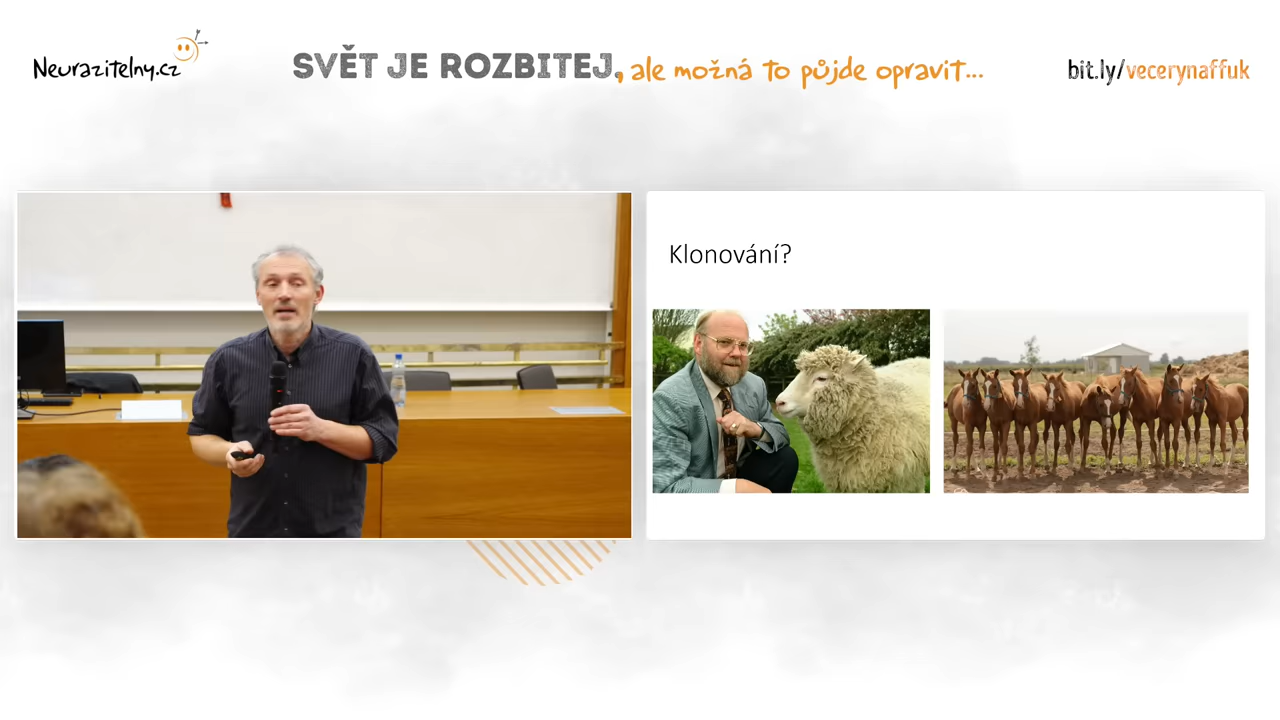 Neurazitelny.cz
SVĚT JE ROZBITEJ, ale možná to půjde opravit...
bit.ly/vecerynaffuk
Klonování?